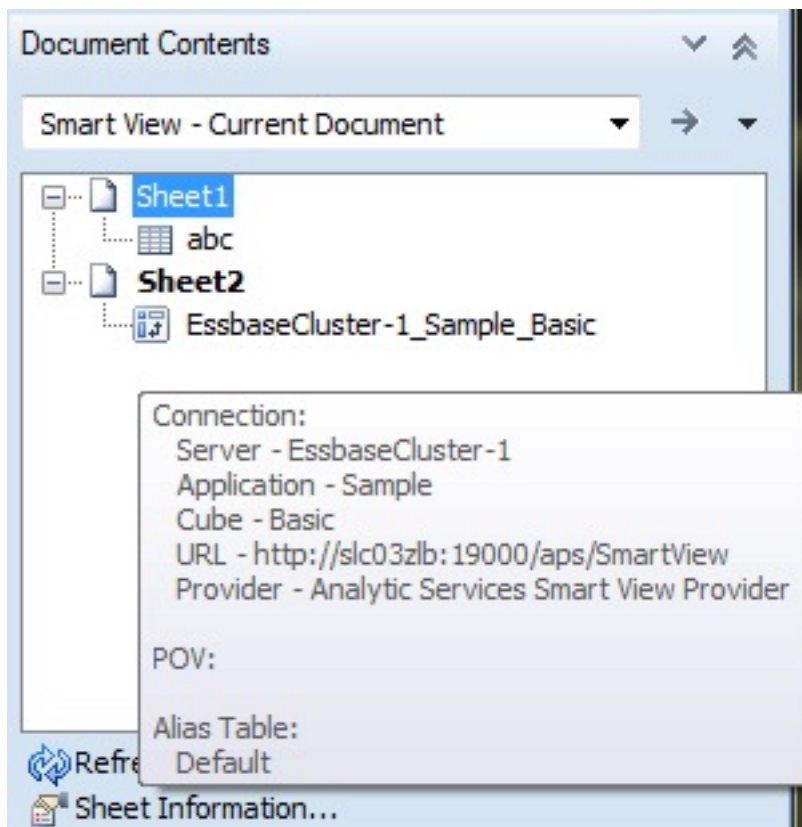 Document Contents
Smart View - Current Document
Sheet1
abc
Sheet2
EssbaseCluster-1_Sample_Basic
Connection:
Server - EssbaseCluster-1
Application - Sample
Cube - Basic
URL - http://slc03zlb:19000/aps/SmartView
Provider - Analytic Services Smart View Provider
POV:
Alias Table:
Default
Refre
Sheet Information...